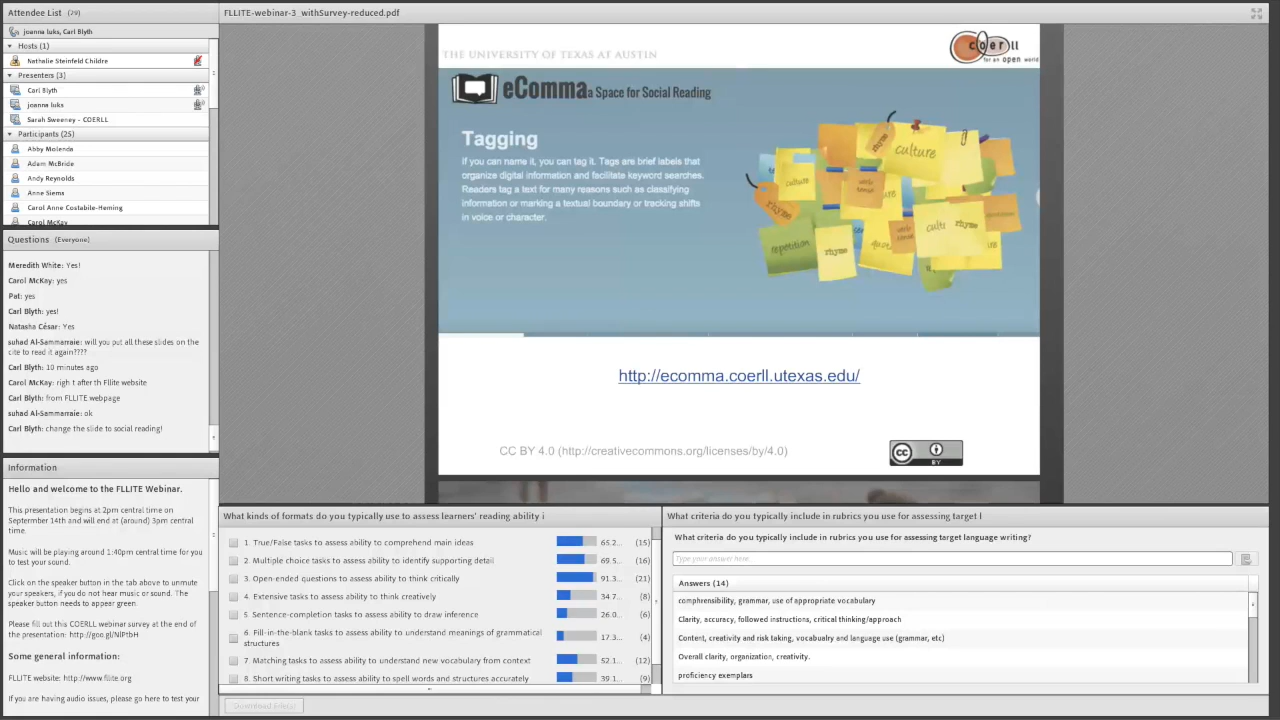 Attendee List (29)
joanna luks, Carl Blyth
Hosts (1)
Nathalie Steinfeld Childre
Presenters (3)
Carl Blyth
joanna luks
Sarah Sweeney - COERLL
Participants (25)
Abby Molenda
Adam McBride
Andy Reynolds
Anne Siems
Carol Anne Costabile-Heming
Carol McKay
Questions (Everyone)
Meredith White: Yes!
Carol McKay: yes
Pat: yes
Carl Blyth: yes!
Natasha César: Yes
suhad Al-Sammaraie: will you put all these slides on the
cite to read it again????
Carl Blyth: 10 minutes ago
Carol McKay: righ t after th Fllite website
Carl Blyth: from FLLITE webpage
suhad Al-Sammaraie: ok
Carl Blyth: change the slide to social reading!
Information
Hello and welcome to the FLLITE Webinar.
This presentation begins at 2pm central time on
September 14th and will end at (around) 3pm central
time.
Music will be playing around 1:40pm central time for you
to test your sound.
Click on the speaker button in the tab above to unmute
your speakers, if you do not hear music or sound. The
speaker button needs to appear green.
Please fill out this COERLL webinar survey at the end of
the presentation: http://goo.gl/NlPtbH
Some general information:
FLLITE website: http://www.fllite.org
If you are having audio issues, please go here to test your
FLLITE-webinar-3_withSurvey-reduced.pdf
THE UNIVERSITY OF TEXAS AT AUSTIN
coerll
for an open world
eComma a Space for Social Reading
Tagging
If you can name it, you can tag it. Tags are brief labels that
organize digital information and facilitate keyword searches.
Readers tag a text for many reasons such as classifying
information or marking a textual boundary or tracking shifts
in voice or character.
rhyme
culture
culture
rhyme
repetition
rhyme
rhyme
http://ecomma.coerll.utexas.edu/
CC BY 4.0 (http://creativecommons.org/licenses/by/4.0)
cc
BY
What kinds of formats do you typically use to assess learners' reading ability i
1. True/False tasks to assess ability to comprehend main ideas 65.2... (15)
2. Multiple choice tasks to assess ability to identify supporting detail 69.5... (16)
3. Open-ended questions to assess ability to think critically 91.3... (21)
4. Extensive tasks to assess ability to think creatively 34.7... (8)
5. Sentence-completion tasks to assess ability to draw inference 26.0... (6)
6. Fill-in-the-blank tasks to assess ability to understand meanings of grammatical
structures 17.3... (4)
7. Matching tasks to assess ability to understand new vocabulary from context 52.1... (12)
8. Short writing tasks to assess ability to spell words and structures accurately 39.1... (9)
Download File(s)
What criteria do you typically include in rubrics you use for assessing target l
What criteria do you typically include in rubrics you use for assessing target language writing?
Type your answer here
Answers (14)
comphrensibility, grammar, use of appropriate vocabulary
Clarity, accuracy, followed instructions, critical thinking/approach
Content, creativity and risk taking, vocabualry and language use (grammar, etc)
Overall clarity, organization, creativity.
proficiency exemplars